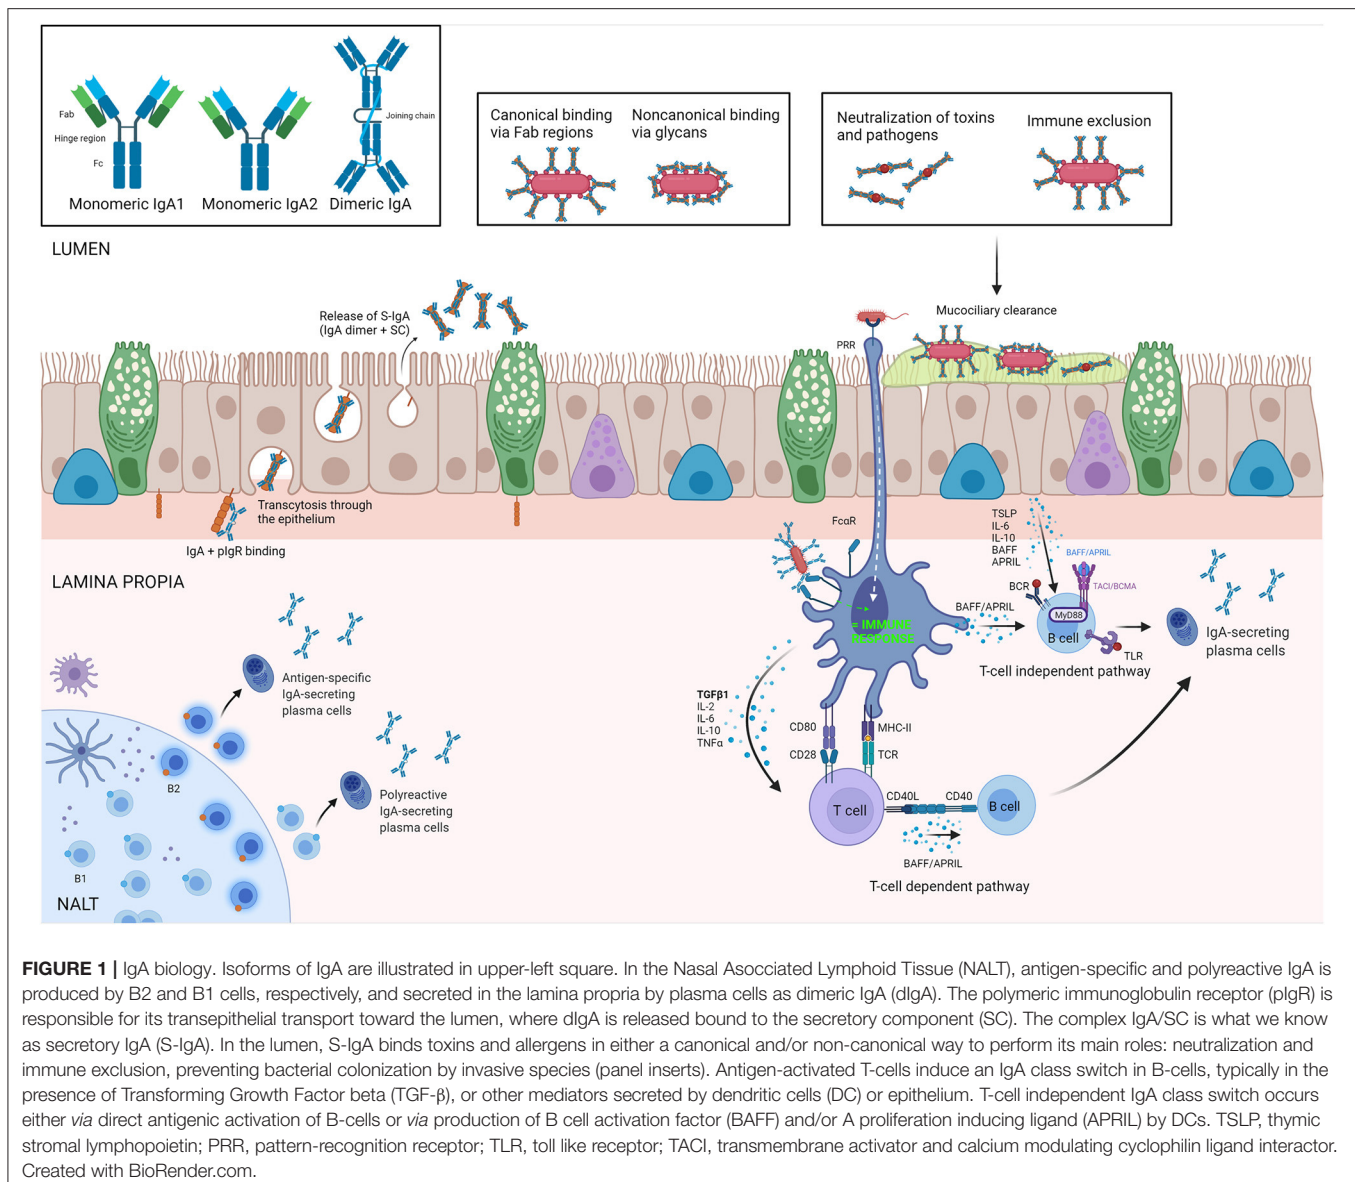 Fab
Hinge region
Fc
Joining chain
Monomeric IgA1
Monomeric IgA2
Dimeric IgA
Canonical binding
via Fab regions
Noncanonical binding
via glycans
Neutralization of toxins
and pathogens
Immune exclusion
LUMEN
Release of S-IgA
(IgA dimer + SC)
Mucociliary clearance
PRR
Transcytosis through
the epithelium
IgA + pIgR binding
LAMINA PROPIA
FcαR
TSLP
IL-6
IL-10
BAFF
APRIL
BAFF/APRIL
TACI/BCMA
BCR
MyD88
B cell
TLR
BAFF/APRIL
= IMMUNE
RESPONSE
T-cell independent pathway
IgA-secreting
plasma cells
Antigen-specific
IgA-secreting
plasma cells
TGFβ1
IL-2
IL-6
IL-10
TNFα
CD80
CD28
MHC-II
TCR
B2
Polyreactive
IgA-secreting
plasma cells
T cell
CD40L
CD40
B cell
BAFF/APRIL
T-cell dependent pathway
B1
NALT
FIGURE 1 | IgA biology. Isoforms of IgA are illustrated in upper-left square. In the Nasal Asocciated Lymphoid Tissue (NALT), antigen-specific and polyreactive IgA is
produced by B2 and B1 cells, respectively, and secreted in the lamina propria by plasma cells as dimeric IgA (dIgA). The polymeric immunoglobulin receptor (pIgR) is
responsible for its transepithelial transport toward the lumen, where dIgA is released bound to the secretory component (SC). The complex IgA/SC is what we know
as secretory IgA (S-IgA). In the lumen, S-IgA binds toxins and allergens in either a canonical and/or non-canonical way to perform its main roles: neutralization and
immune exclusion, preventing bacterial colonization by invasive species (panel inserts). Antigen-activated T-cells induce an IgA class switch in B-cells, typically in the
presence of Transforming Growth Factor beta (TGF-β), or other mediators secreted by dendritic cells (DC) or epithelium. T-cell independent IgA class switch occurs
either via direct antigenic activation of B-cells or via production of B cell activation factor (BAFF) and/or A proliferation inducing ligand (APRIL) by DCs. TSLP, thymic
stromal lymphopoietin; PRR, pattern-recognition receptor; TLR, toll like receptor; TACI, transmembrane activator and calcium modulating cyclophilin ligand interactor.
Created with BioRender.com.